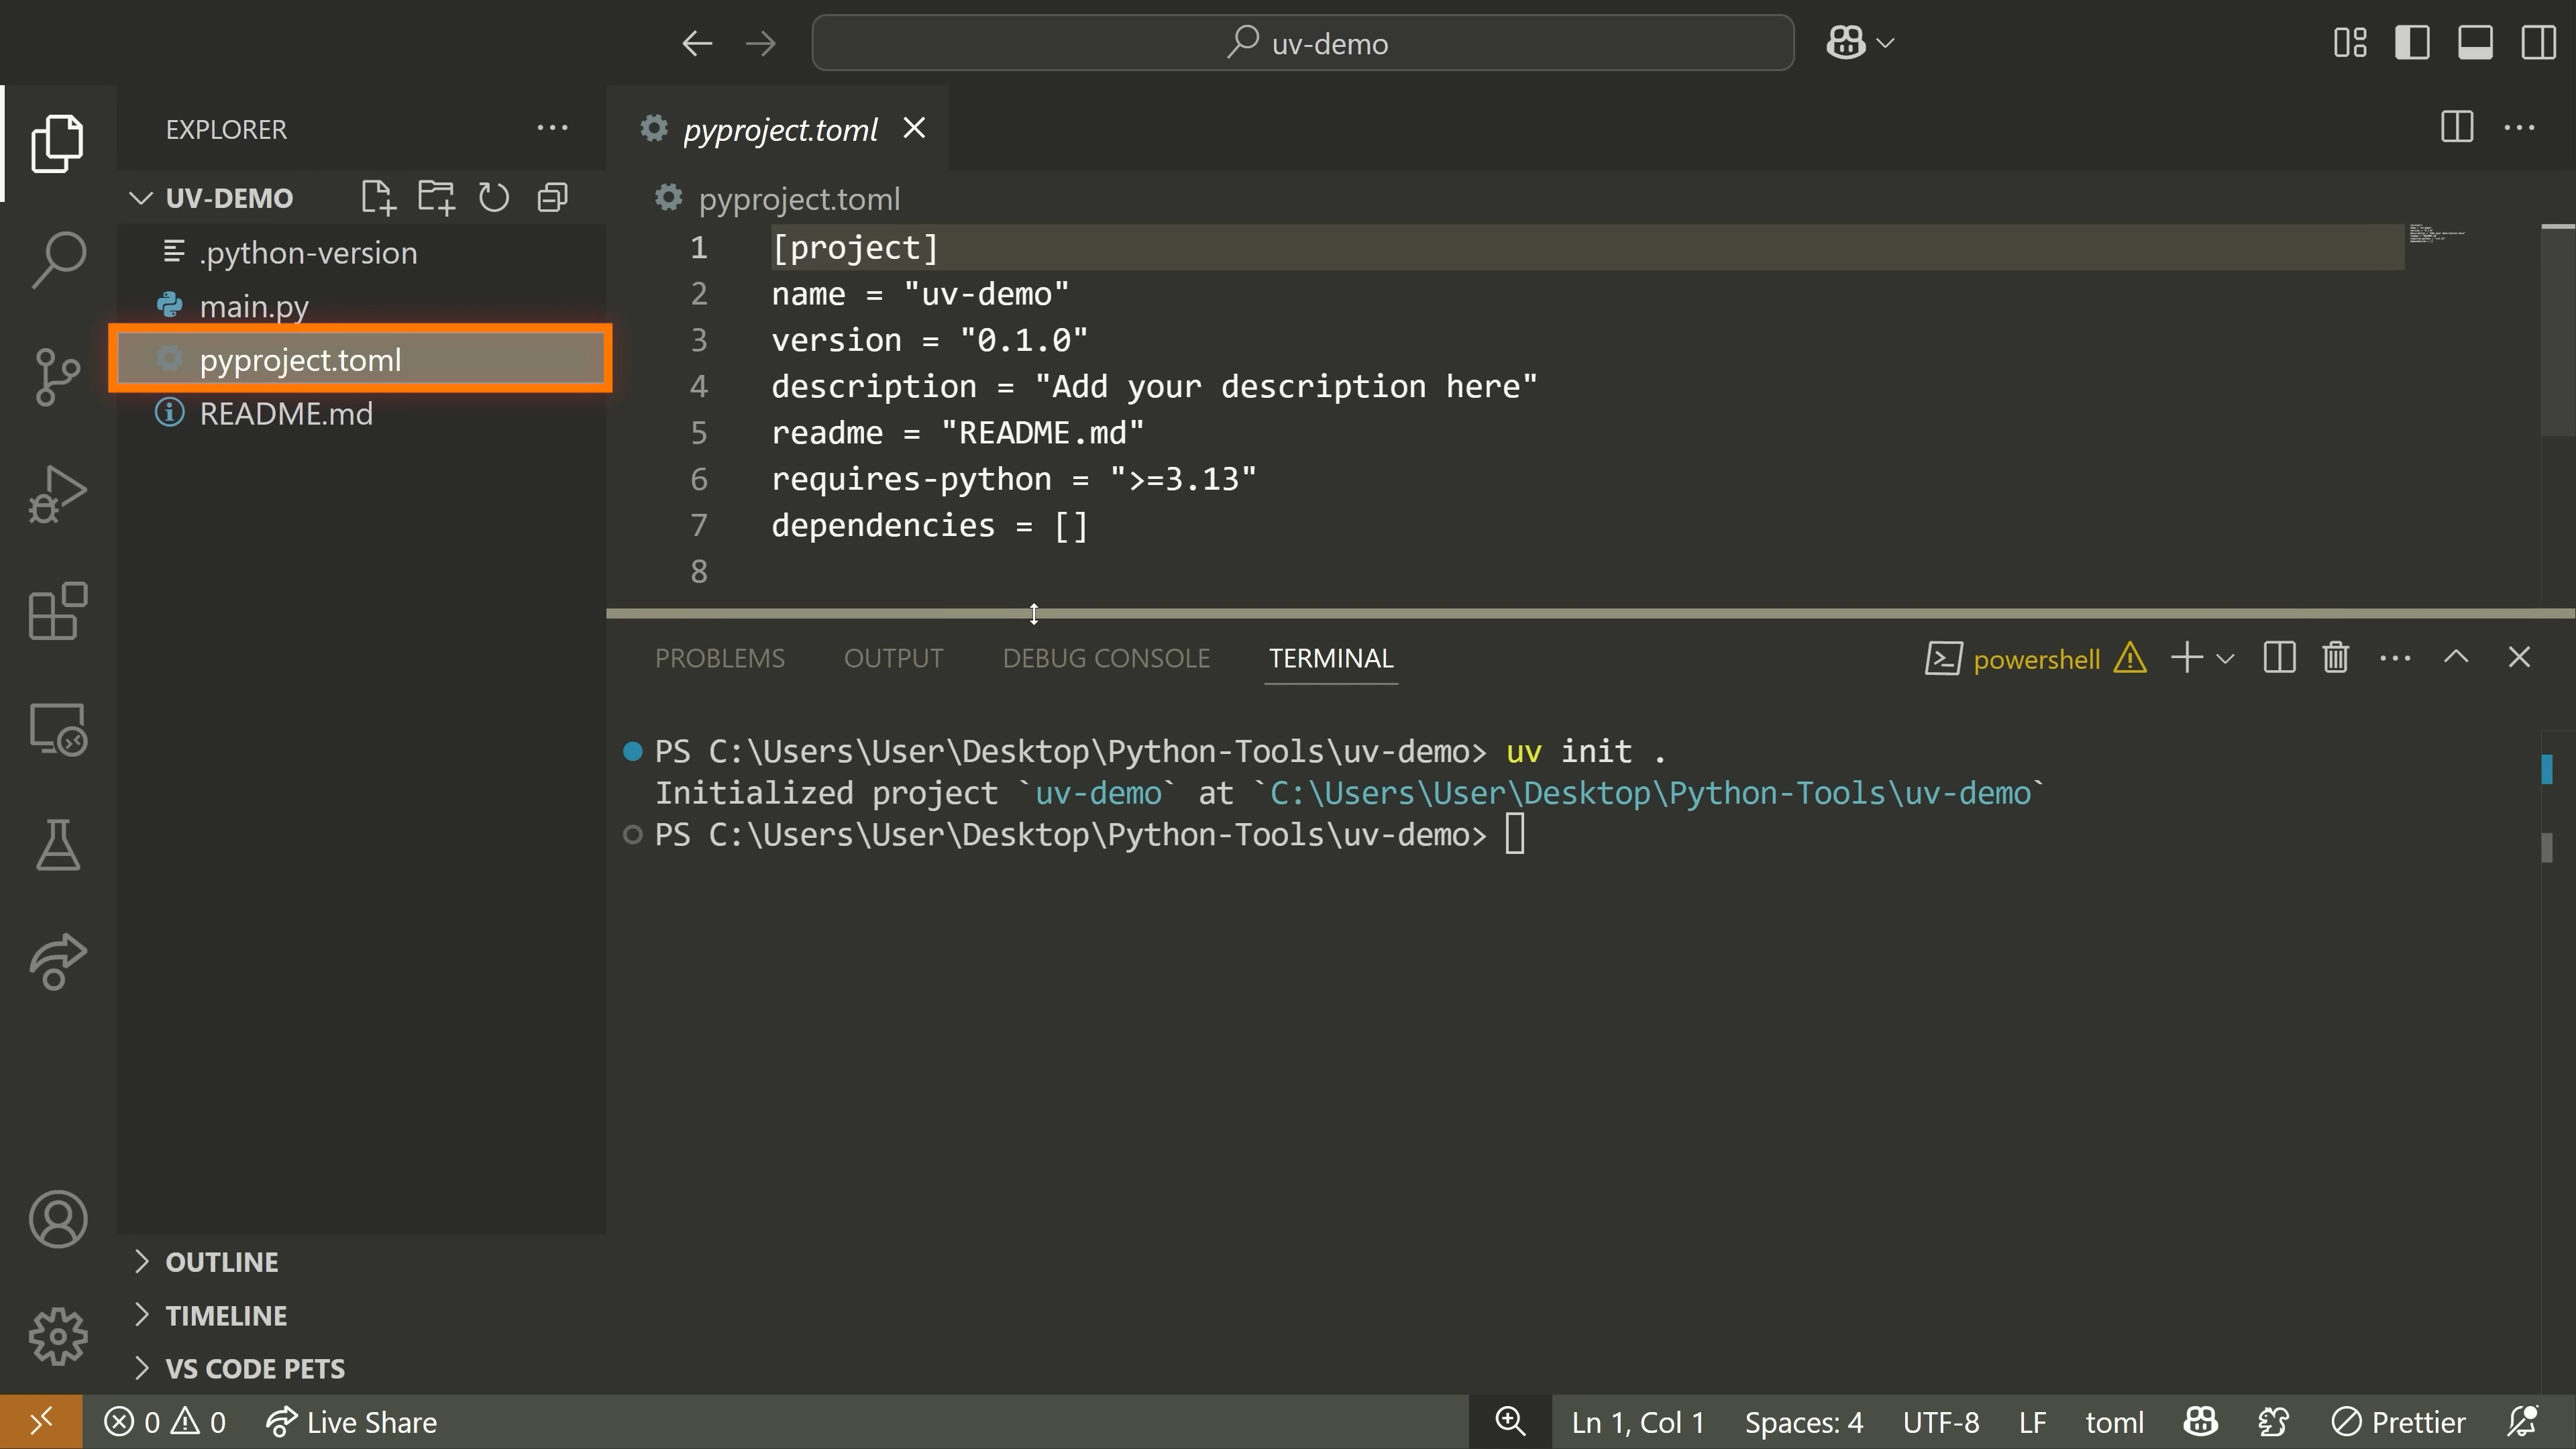 uv-demo
EXPLORER
pyproject.toml
UV-DEMO
pyproject.toml
.python-version
main.py
pyproject.toml
README.md
1 [project]
2 name = "uv-demo"
3 version = "0.1.0"
4 description = "Add your description here"
5 readme = "README.md"
6 requires-python = ">=3.13"
7 dependencies = []
8
PROBLEMS OUTPUT DEBUG CONSOLE TERMINAL powershell
PS C:\Users\User\Desktop\Python-Tools\uv-demo> uv init .
Initialized project `uv-demo` at `C:\Users\User\Desktop\Python-Tools\uv-demo`
PS C:\Users\User\Desktop\Python-Tools\uv-demo>
OUTLINE
TIMELINE
VS CODE PETS
0 0 Live Share Ln 1, Col 1 Spaces: 4 UTF-8 LF toml Prettier